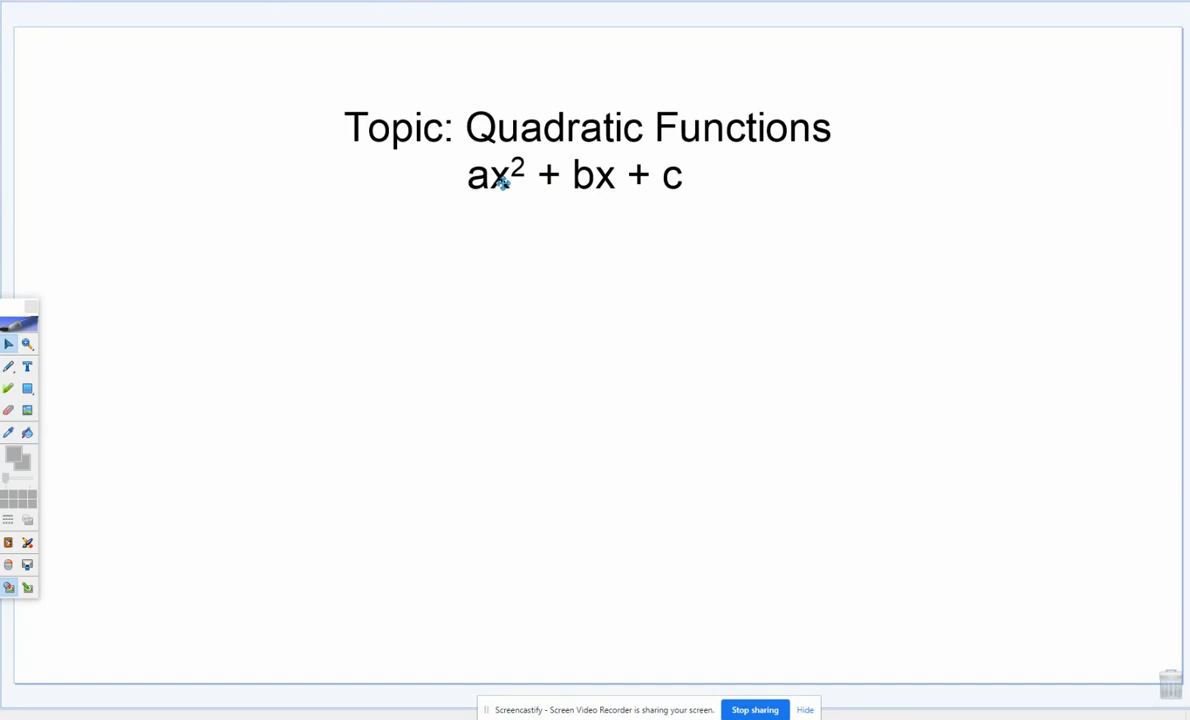 Topic: Quadratic Functions
ax² + bx + c
T
Screencastify - Screen Video Recorder is sharing your screen. Stop sharing Hide